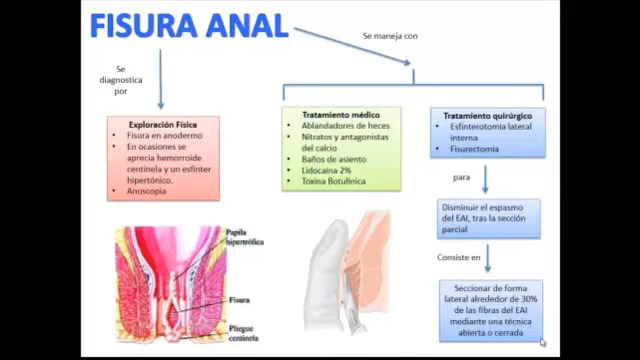 FISURA ANAL
Se maneja con
Se
diagnostica
por
Exploración Física
• Fisura en anodermo
• En ocasiones se
aprecia hemorroide
centinela y un esfínter
hipertónico.
• Anoscopia
Tratamiento médico
• Ablandadores de heces
• Nitratos y antagonistas
del calcio
• Baños de asiento
• Lidocaína 2%
• Toxina Botulínica
Tratamiento quirúrgico
• Esfinterotomia lateral
interna
• Fisurectomia
para
Disminuir el espasmo
del EAI, tras la sección
parcial
Consiste en
Seccionar de forma
lateral alrededor de 30%
de las fibras del EAI
mediante una técnica
abierta o cerrada
Papila
hipertrófica
Fisura
Pliegue
centinela